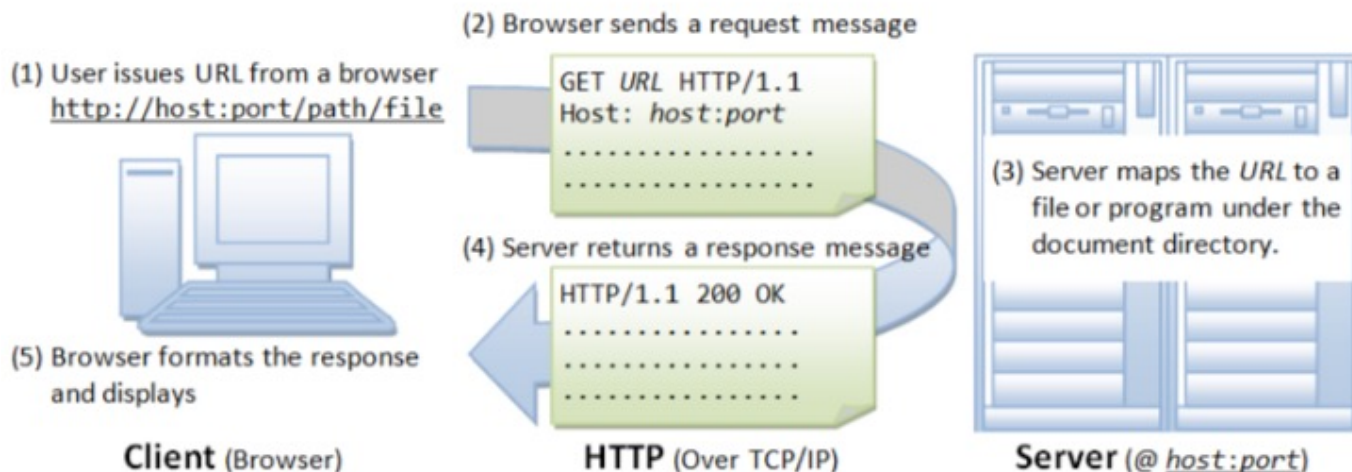 (1) User issues URL from a browser
http://host:port/path/file
(2) Browser sends a request message
GET URL HTTP/1.1
Host: host:port
.................
.................
(3) Server maps the URL to a
file or program under the
document directory.
(4) Server returns a response message
HTTP/1.1 200 OK
................
................
................
(5) Browser formats the response
and displays
Client (Browser)
HTTP (Over TCP/IP)
Server (@ host:port)